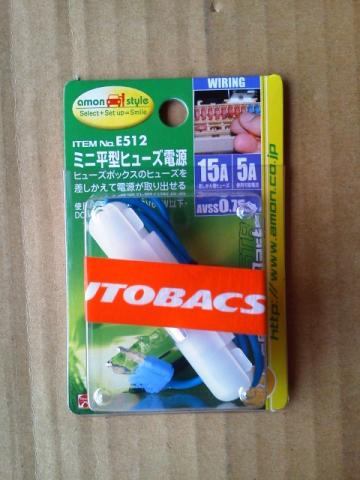 amon style
Select+Set up=Smile
WIRING
ITEM No.E512
ミニ平型ヒューズ電源
ヒューズボックスのヒューズを
差しかえて電源が取り出せる
15A
5A
AVSS0.75
UTOBACS
http://www.amon.co.jp